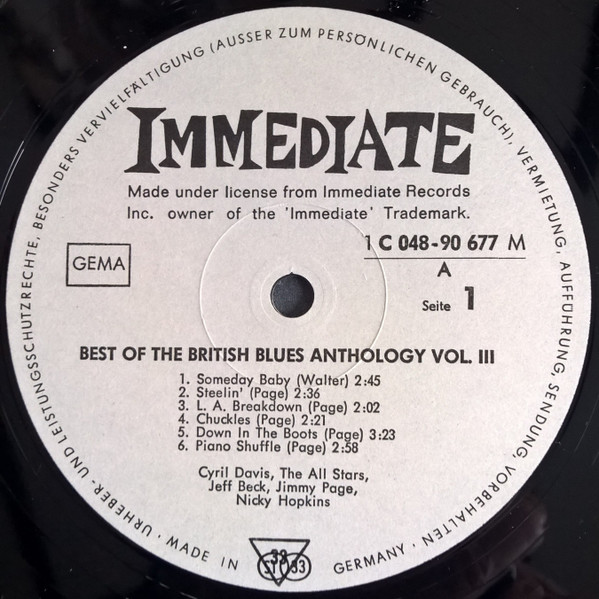 URHEBER- UND LEISTUNGSSCHUTZRECHTE, BESONDERS VERVIELFÄLTIGUNG (AUSSER ZUM PERSÖNLICHEN GEBRAUCH), VERMIETUNG, AUFFÜHRUNG, SENDUNG, VORBEHALTEN · MADE IN GERMANY ·
IMMEDIATE
Made under license from Immediate Records
Inc. owner of the 'Immediate' Trademark.
1 C 048-90 677 M
GEMA
A
Seite 1
BEST OF THE BRITISH BLUES ANTHOLOGY VOL. III
1. Someday Baby (Walter) 2:45
2. Steelin' (Page) 2:36
3. L. A. Breakdown (Page) 2:02
4. Chuckles (Page) 2:21
5. Down In The Boots (Page) 3:23
6. Piano Shuffle (Page) 2:58
Cyril Davis, The All Stars,
Jeff Beck, Jimmy Page,
Nicky Hopkins
33
ST 33